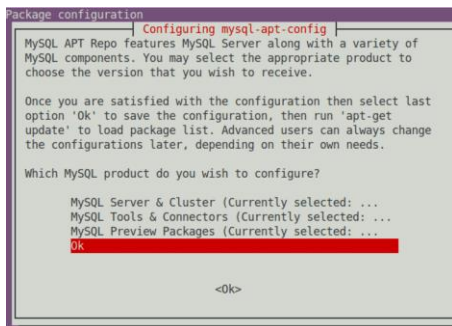 Package configuration
Configuring mysql-apt-config
MySQL APT Repo features MySQL Server along with a variety of
MySQL components. You may select the appropriate product to
choose the version that you wish to receive.
Once you are satisfied with the configuration then select last
option 'Ok' to save the configuration, then run 'apt-get
update' to load package list. Advanced users can always change
the configurations later, depending on their own needs.
Which MySQL product do you wish to configure?
MySQL Server & Cluster (Currently selected: ...
MySQL Tools & Connectors (Currently selected: ...
MySQL Preview Packages (Currently selected: ...
Ok
<Ok>